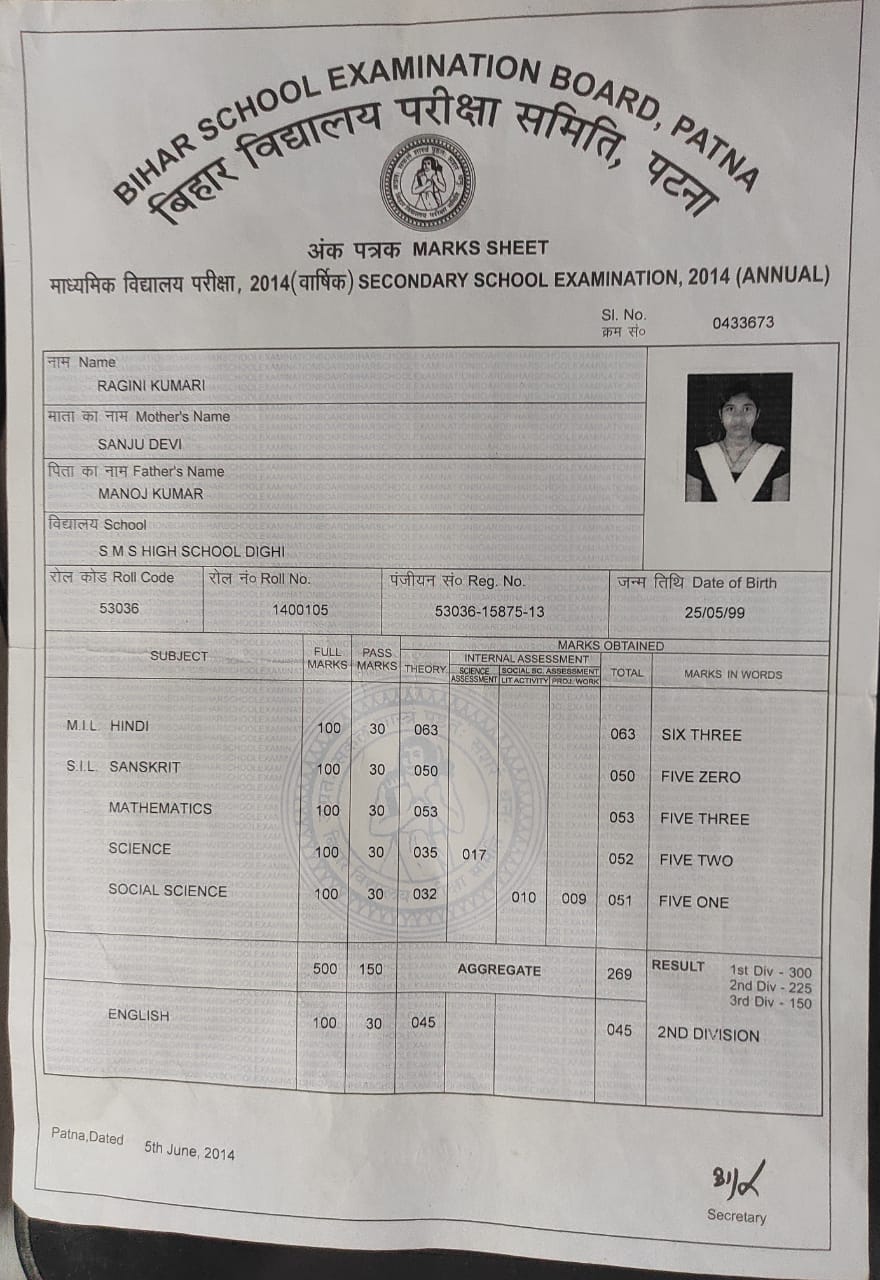 BIHAR SCHOOL EXAMINATION BOARD, PATNA
बिहार विद्यालय परीक्षा समिति, पटना
अंक पत्रक MARKS SHEET
माध्यमिक विद्यालय परीक्षा, 2014(वार्षिक) SECONDARY SCHOOL EXAMINATION, 2014 (ANNUAL)
Sl. No.
क्रम सं०
0433673
नाम Name
RAGINI KUMARI
माता का नाम Mother's Name
SANJU DEVI
पिता का नाम Father's Name
MANOJ KUMAR
विद्यालय School
S M S HIGH SCHOOL DIGHI
रोल कोड Roll Code रोल नं० Roll No. पंजीयन सं० Reg. No. जन्म तिथि Date of Birth
53036 1400105 53036-15875-13 25/05/99
MARKS OBTAINED
SUBJECT FULL MARKS PASS MARKS THEORY INTERNAL ASSESSMENT TOTAL MARKS IN WORDS
SCIENCE ASSESSMENT SOCIAL SC. ASSESSMENT
LIT ACTIVITY PROJ. WORK
M.I.L. HINDI 100 30 063 063 SIX THREE
S.I.L. SANSKRIT 100 30 050 050 FIVE ZERO
MATHEMATICS 100 30 053 053 FIVE THREE
SCIENCE 100 30 035 017 052 FIVE TWO
SOCIAL SCIENCE 100 30 032 010 009 051 FIVE ONE
500 150 AGGREGATE 269 RESULT 1st Div - 300
2nd Div - 225
3rd Div - 150
ENGLISH 100 30 045 045 2ND DIVISION
Patna,Dated 5th June, 2014
Secretary